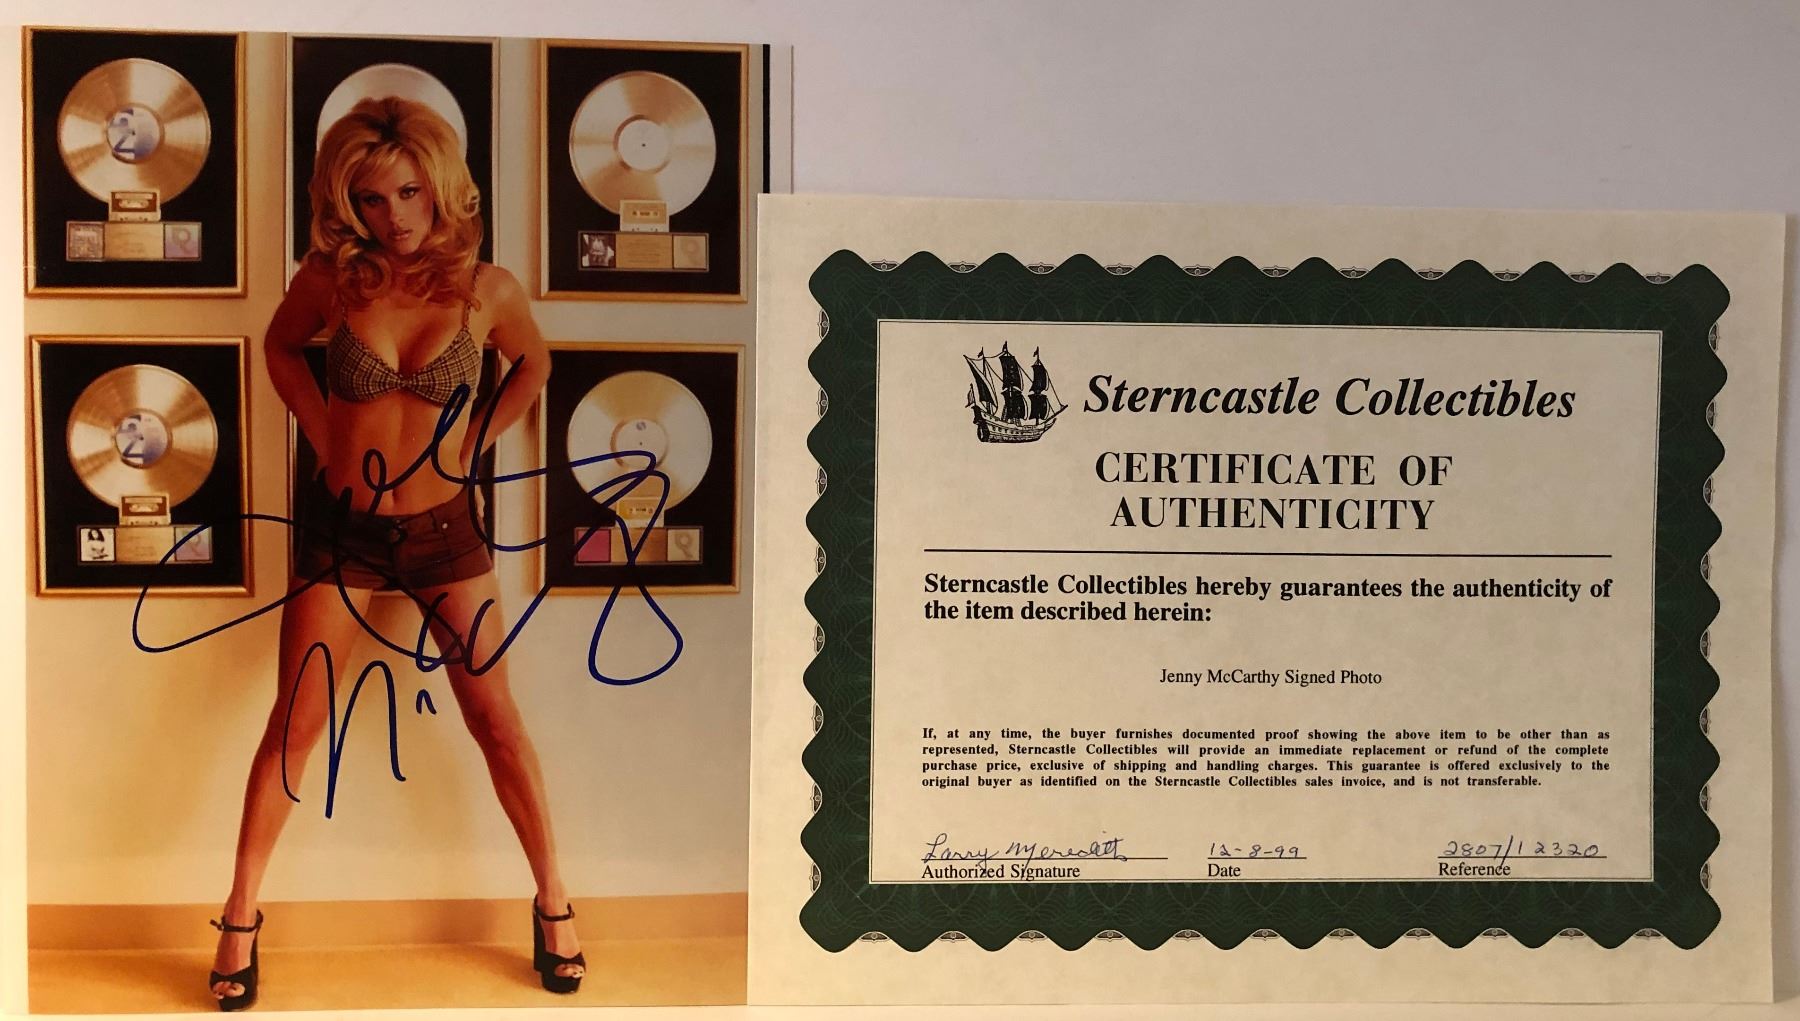 Sterncastle Collectibles
CERTIFICATE OF
AUTHENTICITY
Sterncastle Collectibles hereby guarantees the authenticity of
the item described herein:
Jenny McCarthy Signed Photo
If, at any time, the buyer furnishes documented proof showing the above item to be other than as
represented, Sterncastle Collectibles will provide an immediate replacement or refund of the complete
purchase price, exclusive of shipping and handling charges. This guarantee is offered exclusively to the
original buyer as identified on the Sterncastle Collectibles sales invoice, and is not transferable.
Larry Meredith 12-8-99 2807/12320
Authorized Signature Date Reference